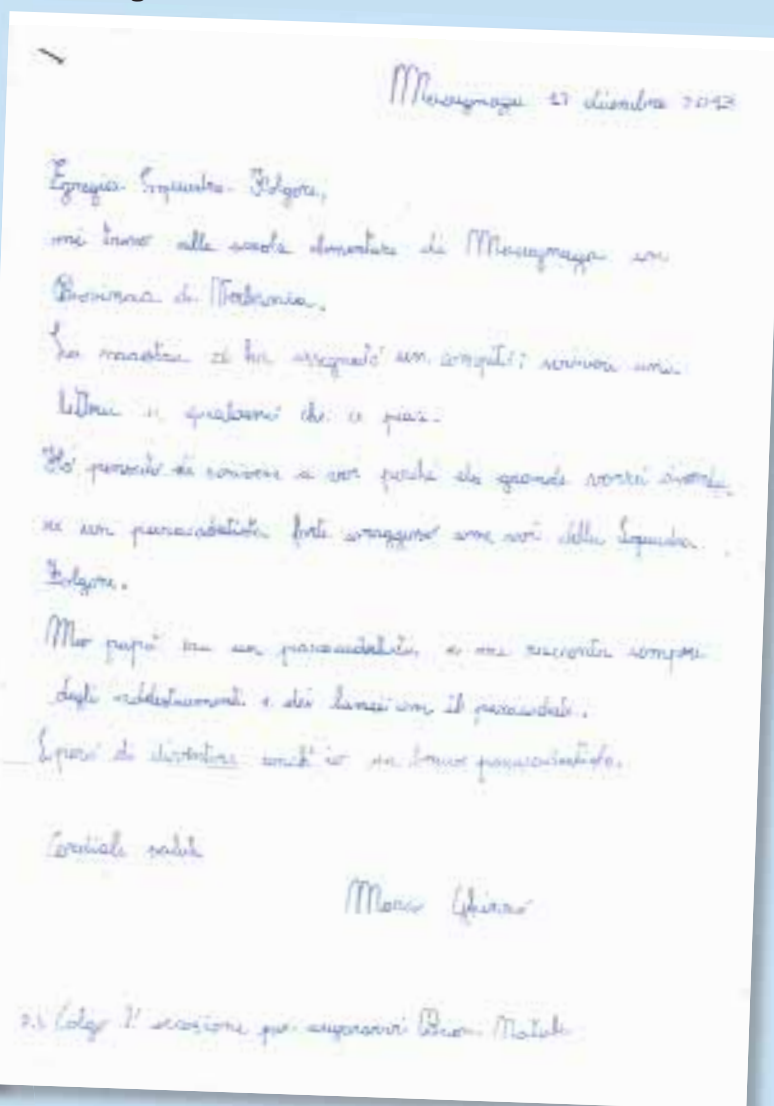 Macugnaga 17 dicembre 2013
Egregia Squadra Folgore,
mi trovo alla scuola elementare di Macugnaga in
Provincia di Verbania.
La maestra ci ha assegnato un compito: scrivere una
lettera a qualcuno che ci piace.
Ho pensato di scrivere a voi perché da grande vorrei diventa
re un paracadutista forte coraggioso come voi della Squadra
Folgore.
Mio papà era un paracadutista e mi racconta sempre
degli addestramenti e dei lanci con il paracadute.
Spero di diventare anch'io un bravo paracadutista.
Cordiali saluti
Marco
P.S Colgo l'occasione per augurarvi Buon Natale